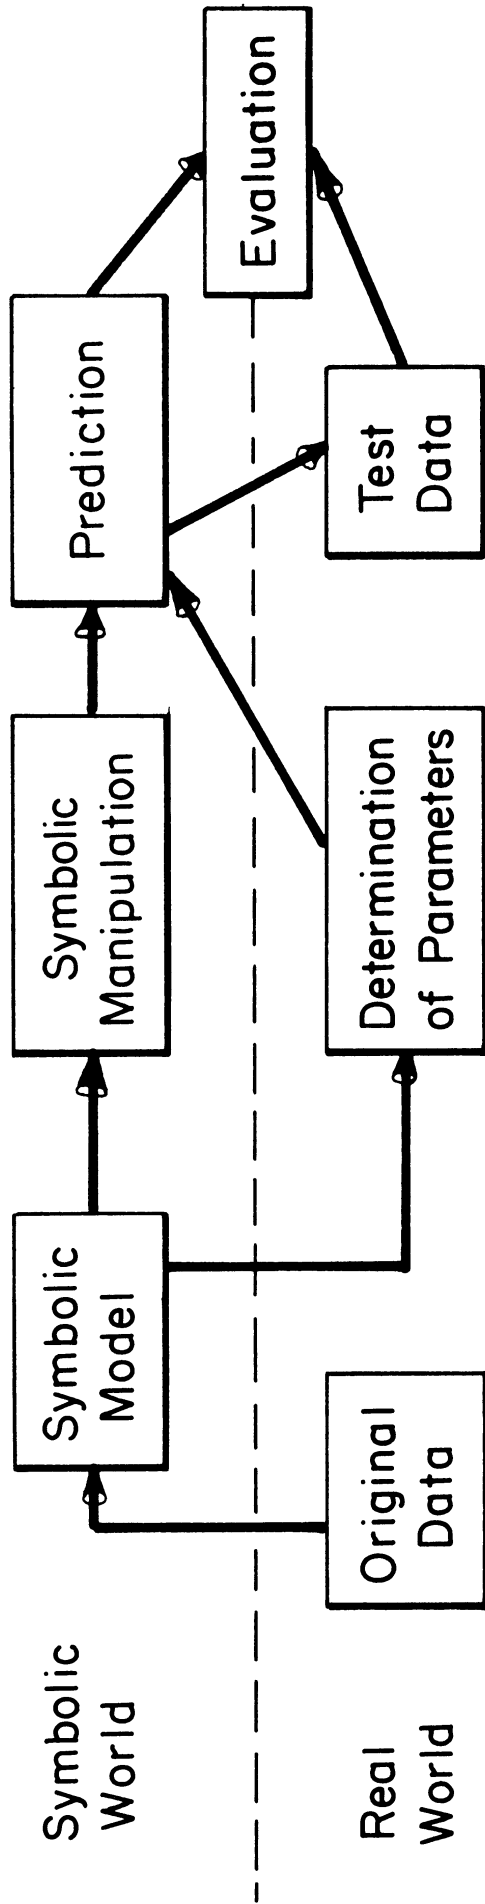 Symbolic
World
Symbolic
Model
Symbolic
Manipulation
Prediction
Evaluation
Real
World
Original
Data
Determination
of Parameters
Test
Data